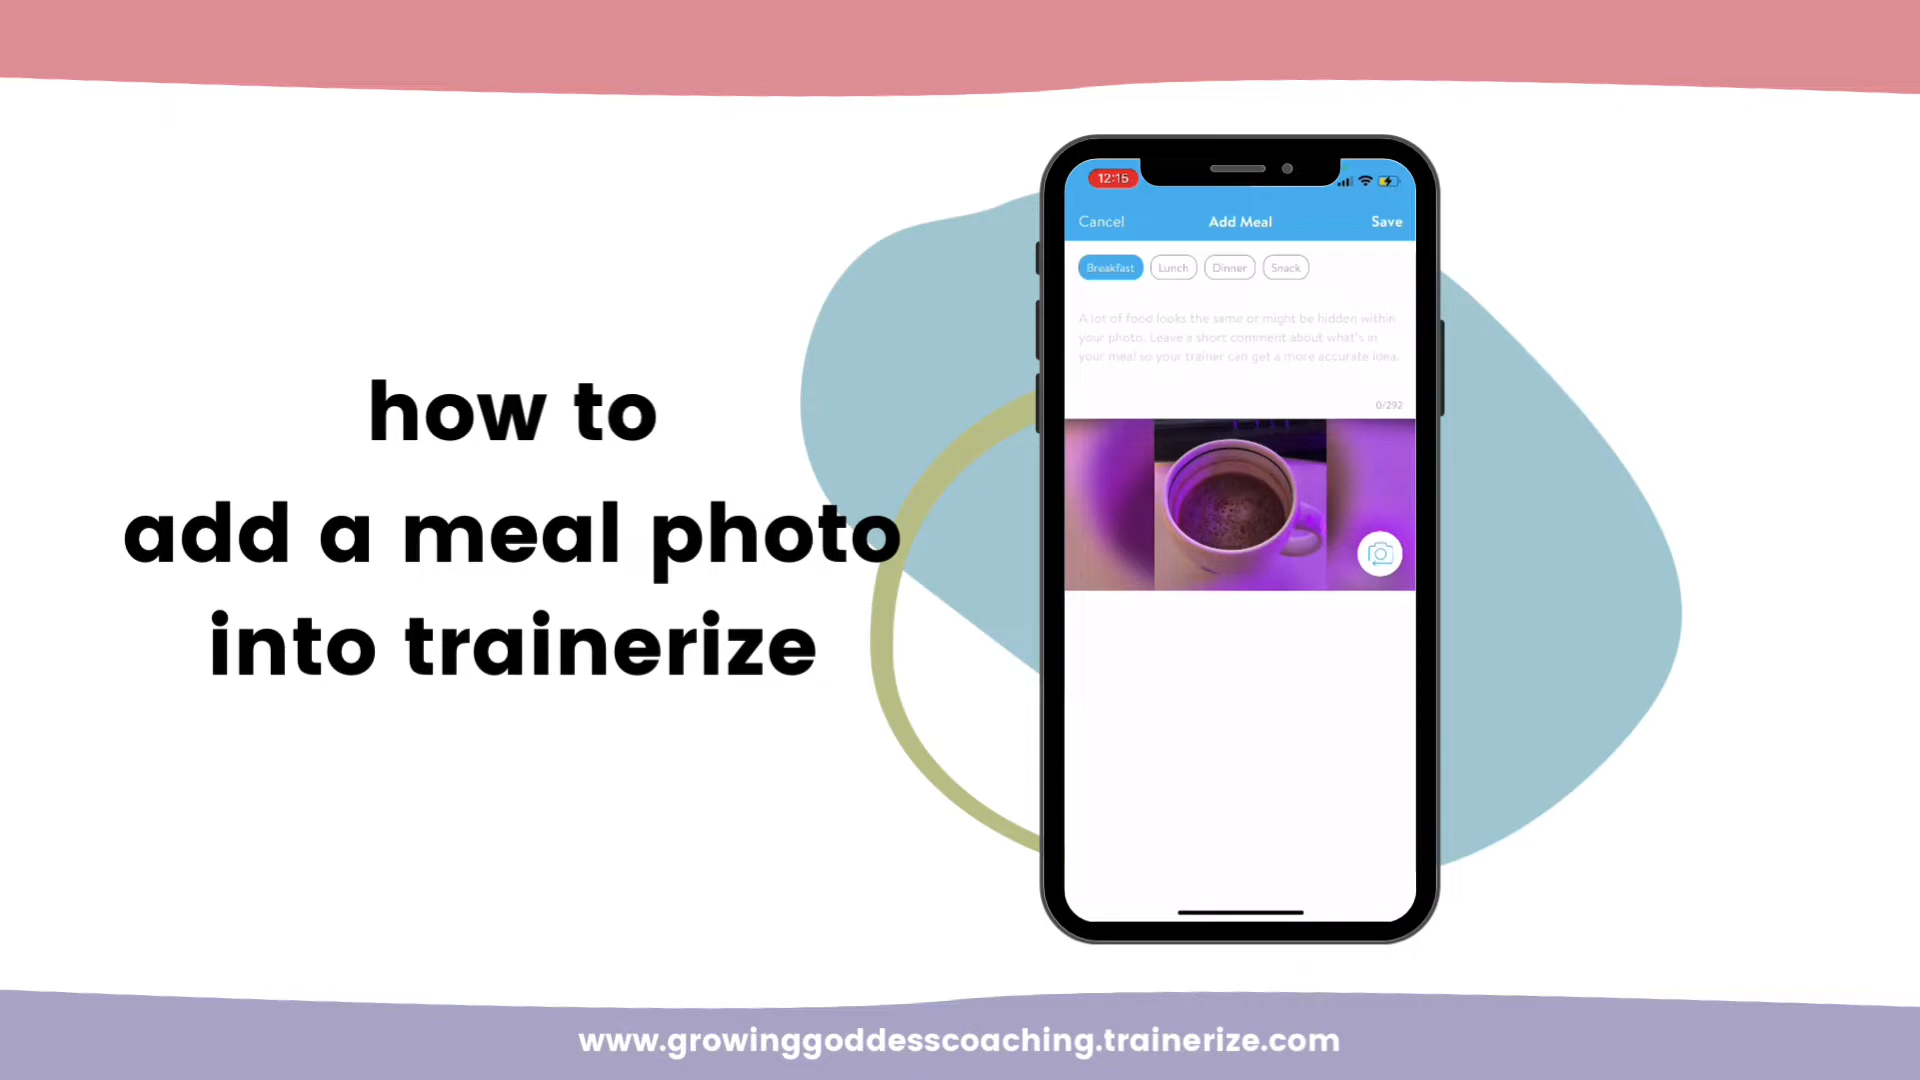 how to
add a meal photo
into trainerize
12:15
Cancel Add Meal Save
Breakfast Lunch Dinner Snack
A lot of food looks the same or might be hidden within
your photo. Leave a short comment about what's in
your meal so your trainer can get a more accurate idea.
0/292
www.growinggoddesscoaching.trainerize.com